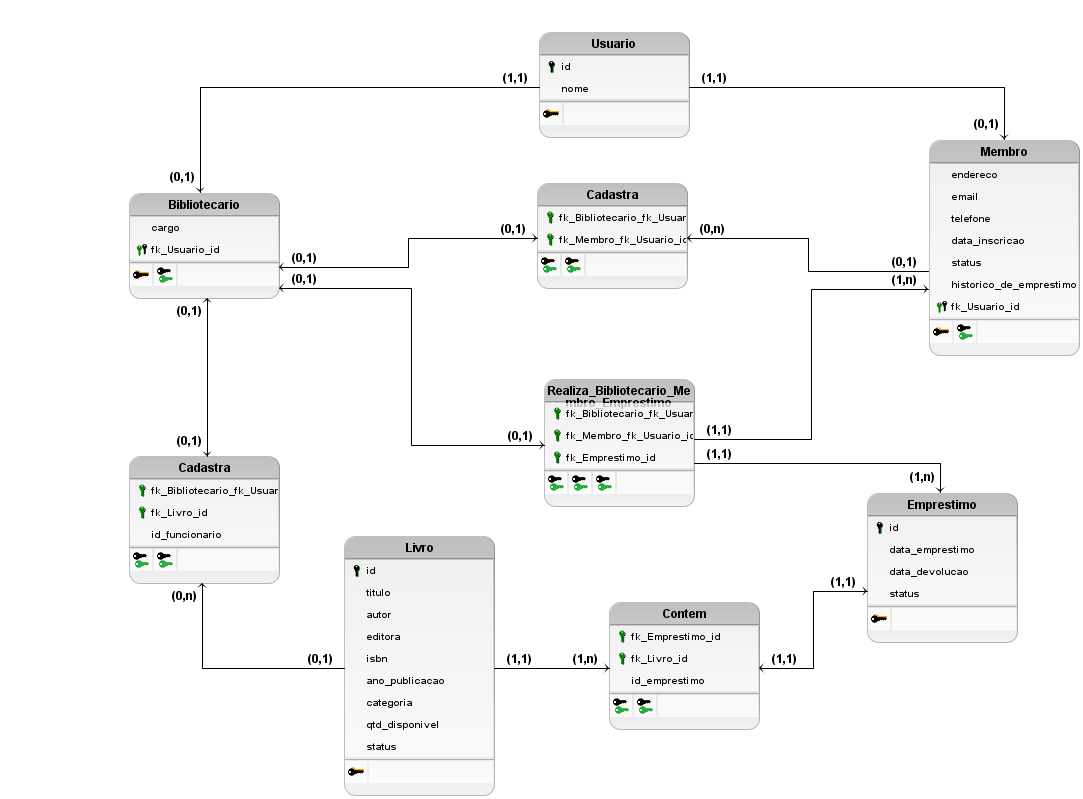 Usuario
id
nome
(1,1)
(1,1)
(0,1)
(0,1)
Membro
endereco
email
telefone
data_inscricao
status
historico_de_emprestimo
fk_Usuario_id
Bibliotecario
cargo
fk_Usuario_id
Cadastra
fk_Bibliotecario_fk_Usuar
fk_Membro_fk_Usuario_id
(0,1)
(0,n)
(0,1)
(0,1)
(0,1)
(1,n)
(0,1)
Realiza_Bibliotecario_Me
mbro_Emprestimo
fk_Bibliotecario_fk_Usuar
fk_Membro_fk_Usuario_id
fk_Emprestimo_id
(0,1)
(1,1)
(1,1)
(0,1)
(1,n)
Cadastra
fk_Bibliotecario_fk_Usuar
fk_Livro_id
id_funcionario
(0,n)
Emprestimo
id
data_emprestimo
data_devolucao
status
Livro
id
titulo
autor
editora
isbn
ano_publicacao
categoria
qtd_disponivel
status
(0,1)
(1,1)
(1,n)
Contem
fk_Emprestimo_id
fk_Livro_id
id_emprestimo
(1,1)
(1,1)